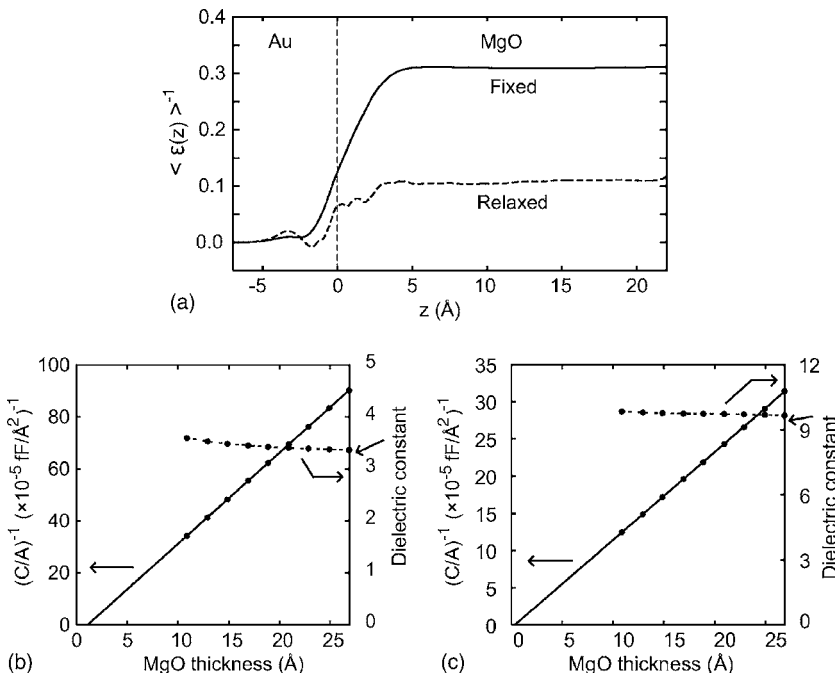 0.4
0.3
0.2
0.1
0.0
Au
MgO
Fixed
Relaxed
< ε(z) >⁻¹
-5 0 5 10 15 20
z (Å)
(a)
100
80
60
40
20
0
5
4
3
2
1
0
(C/A)⁻¹ (×10⁻⁵ fF/Å²)⁻¹
Dielectric constant
0 5 10 15 20 25
MgO thickness (Å)
(b)
35
30
25
20
15
10
5
0
12
9
6
3
0
(C/A)⁻¹ (×10⁻⁵ fF/Å²)⁻¹
Dielectric constant
0 5 10 15 20 25
MgO thickness (Å)
(c)